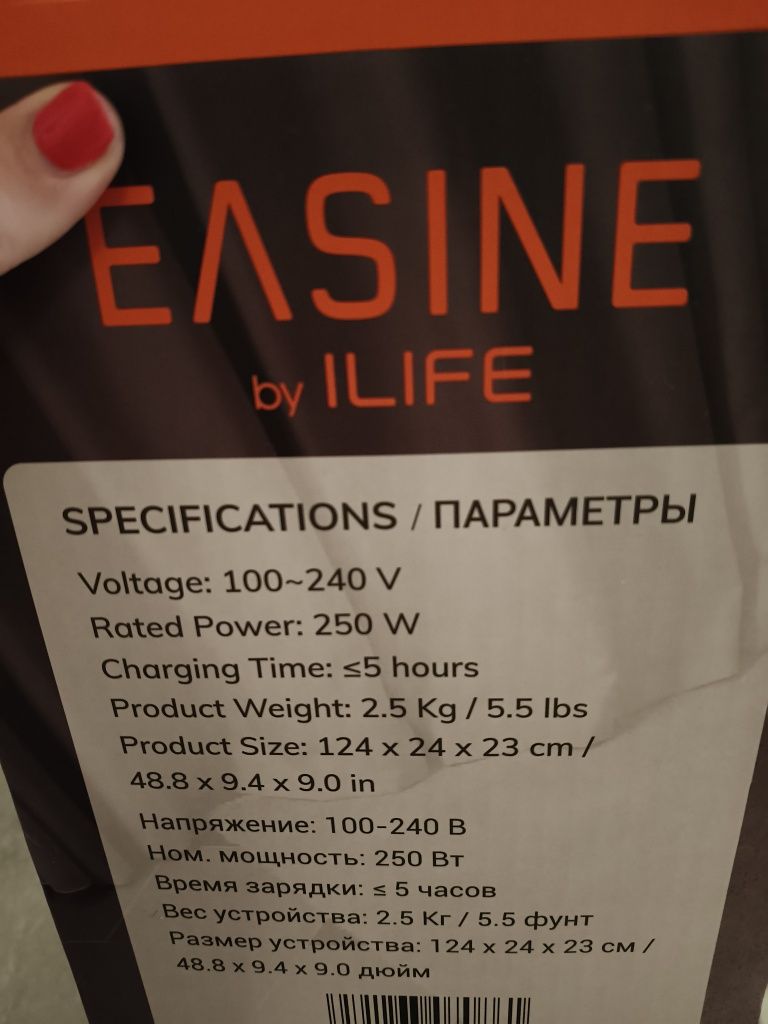 EASINE
by ILIFE
SPECIFICATIONS / ПАРАМЕТРЫ
Voltage: 100~240 V
Rated Power: 250 W
Charging Time: ≤5 hours
Product Weight: 2.5 Kg / 5.5 lbs
Product Size: 124 x 24 x 23 cm /
48.8 x 9.4 x 9.0 in
Напряжение: 100-240 В
Ном. мощность: 250 Вт
Время зарядки: ≤ 5 часов
Вес устройства: 2.5 Кг / 5.5 фунт
Размер устройства: 124 x 24 x 23 см /
48.8 x 9.4 x 9.0 дюйм